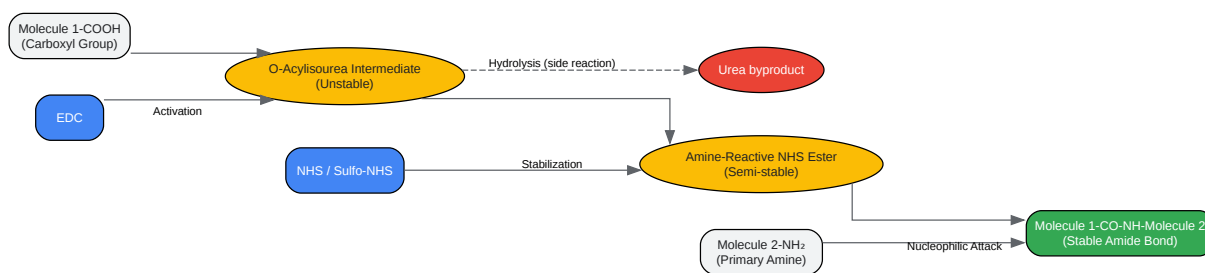 Molecule 1-COOH
(Carboxyl Group)
O-Acylisourea Intermediate
(Unstable)
Hydrolysis (side reaction)
Urea byproduct
EDC
Activation
NHS / Sulfo-NHS
Stabilization
Amine-Reactive NHS Ester
(Semi-stable)
Molecule 2-NH₂
(Primary Amine)
Nucleophilic Attack
Molecule 1-CO-NH-Molecule 2
(Stable Amide Bond)